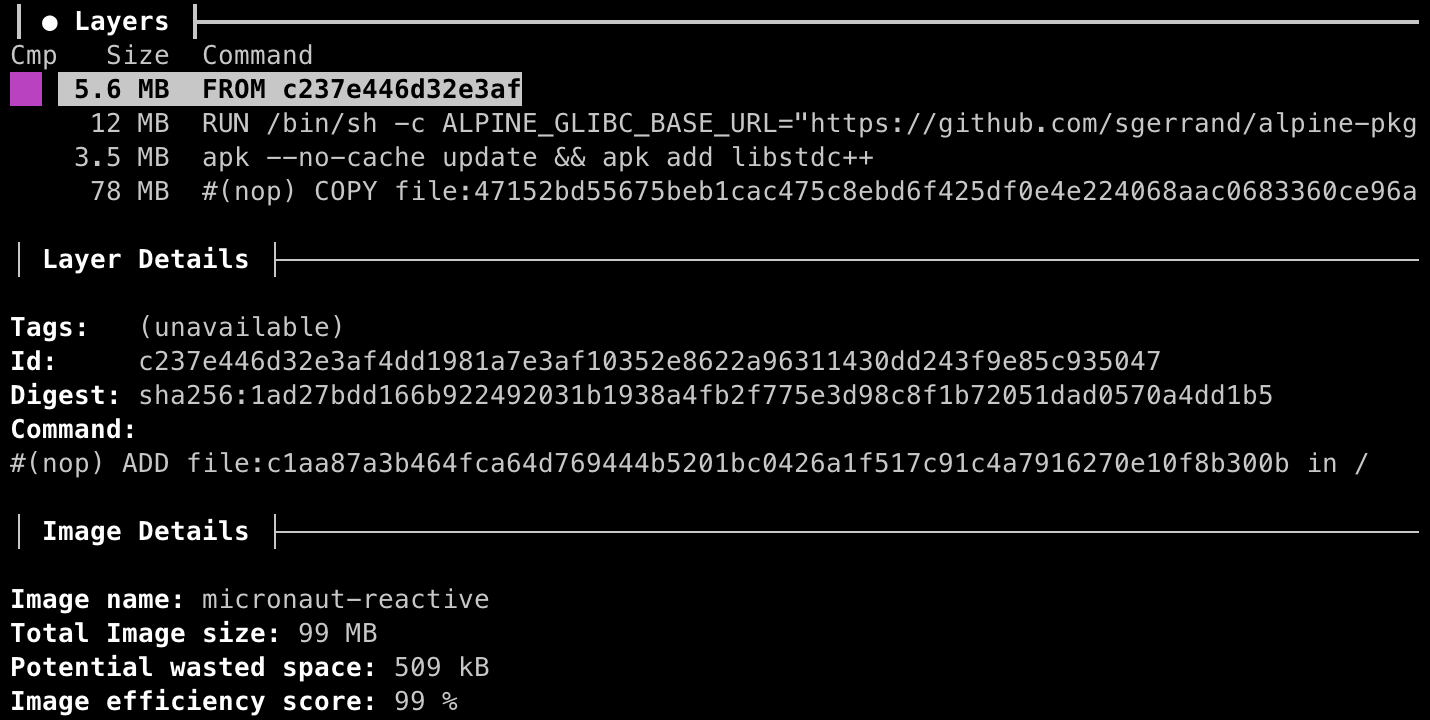 ● Layers
Cmp Size Command
5.6 MB FROM c237e446d32e3af
12 MB RUN /bin/sh -c ALPINE_GLIBC_BASE_URL="https://github.com/sgerrand/alpine-pkg
3.5 MB apk --no-cache update && apk add libstdc++
78 MB #(nop) COPY file:47152bd55675beb1cac475c8ebd6f425df0e4e224068aac0683360ce96a
Layer Details
Tags: (unavailable)
Id: c237e446d32e3af4dd1981a7e3af10352e8622a96311430dd243f9e85c935047
Digest: sha256:1ad27bdd166b922492031b1938a4fb2f775e3d98c8f1b72051dad0570a4dd1b5
Command:
#(nop) ADD file:c1aa87a3b464fca64d769444b5201bc0426a1f517c91c4a7916270e10f8b300b in /
Image Details
Image name: micronaut-reactive
Total Image size: 99 MB
Potential wasted space: 509 kB
Image efficiency score: 99 %